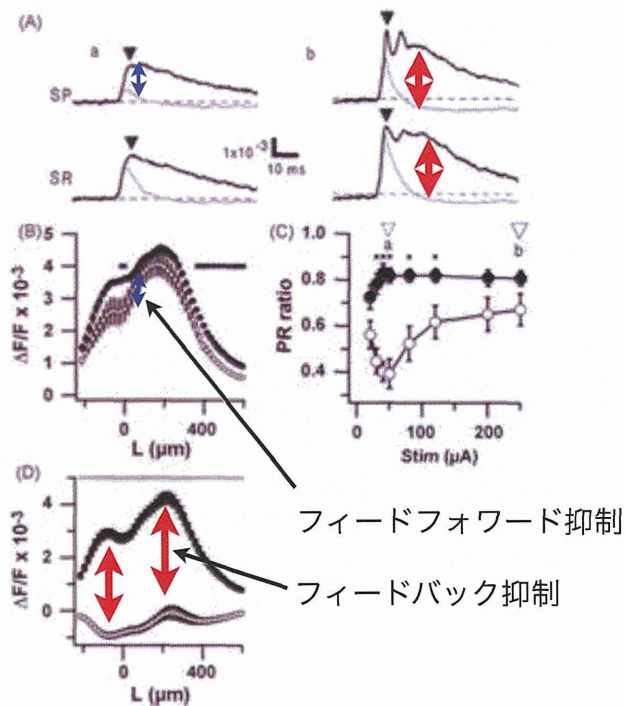 (A)
a
b
SP
SR
1x10⁻³
10 ms
(B)
5
4
3
2
1
0
ΔF/F x 10⁻³
0
400
L (μm)
(C)
a
b
1.0
0.8
0.6
0.4
PR ratio
0
100
200
Stim (μA)
(D)
4
2
0
ΔF/F x 10⁻³
0
400
L (μm)
フィードフォワード抑制
フィードバック抑制